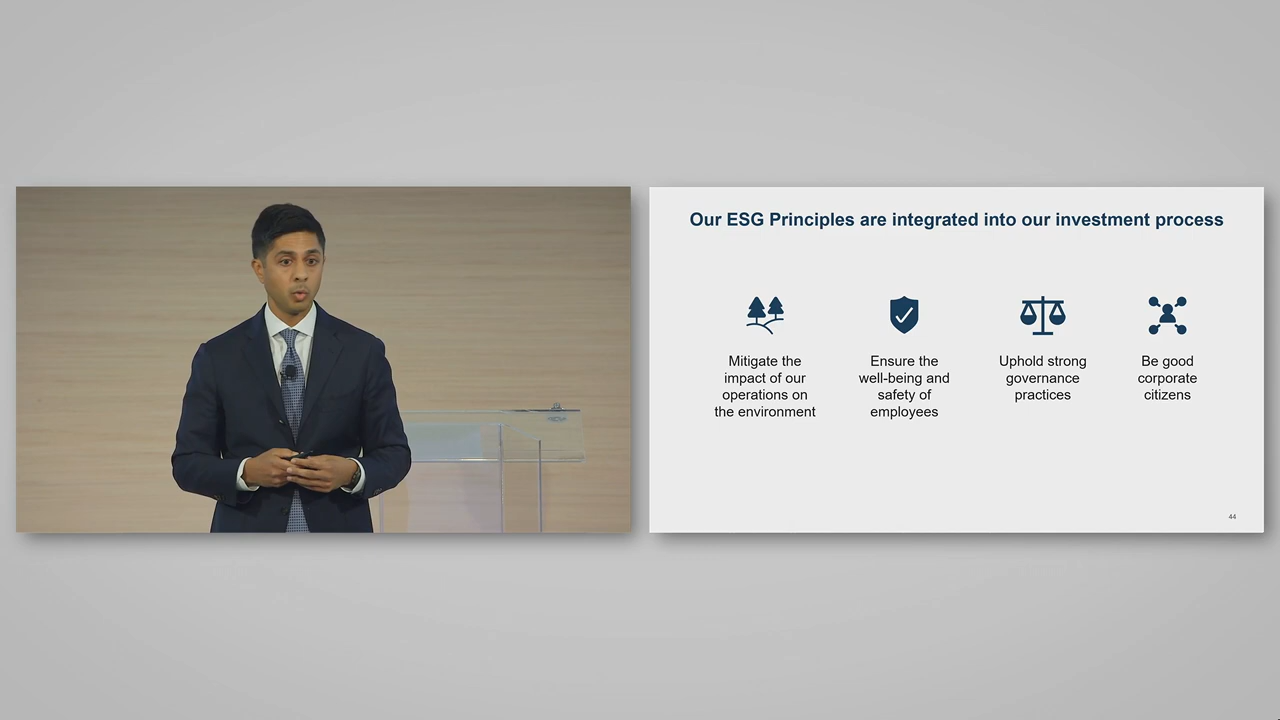 Our ESG Principles are integrated into our investment process
Mitigate the
impact of our
operations on
the environment
Ensure the
well-being and
safety of
employees
Uphold strong
governance
practices
Be good
corporate
citizens
44